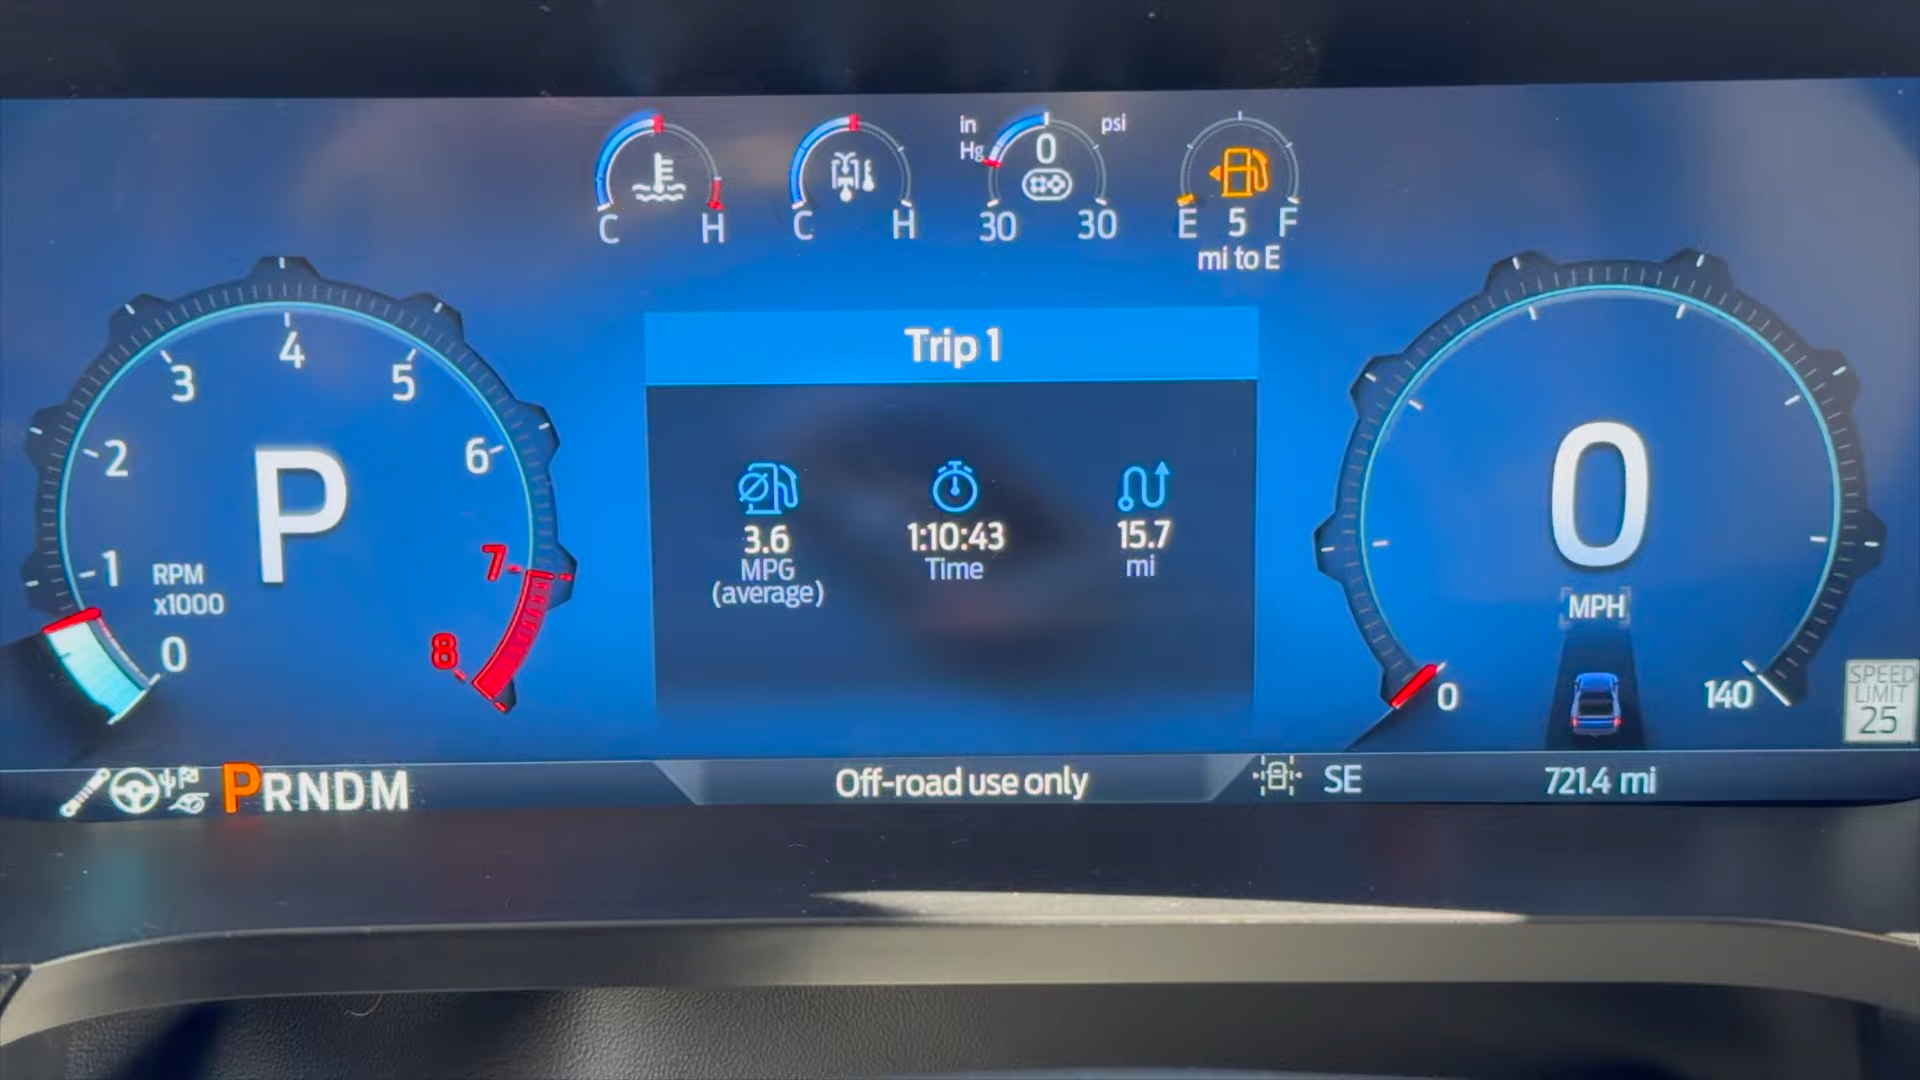 in
Hg
psi
0
C
H
C
H
30
30
E
5
F
mi to E
Trip 1
3.6
MPG
(average)
1:10:43
Time
15.7
mi
0
1
2
3
4
5
6
7
8
RPM
x1000
P
0
MPH
0
140
SPEED
LIMIT
25
PRNDM
Off-road use only
SE
721.4 mi